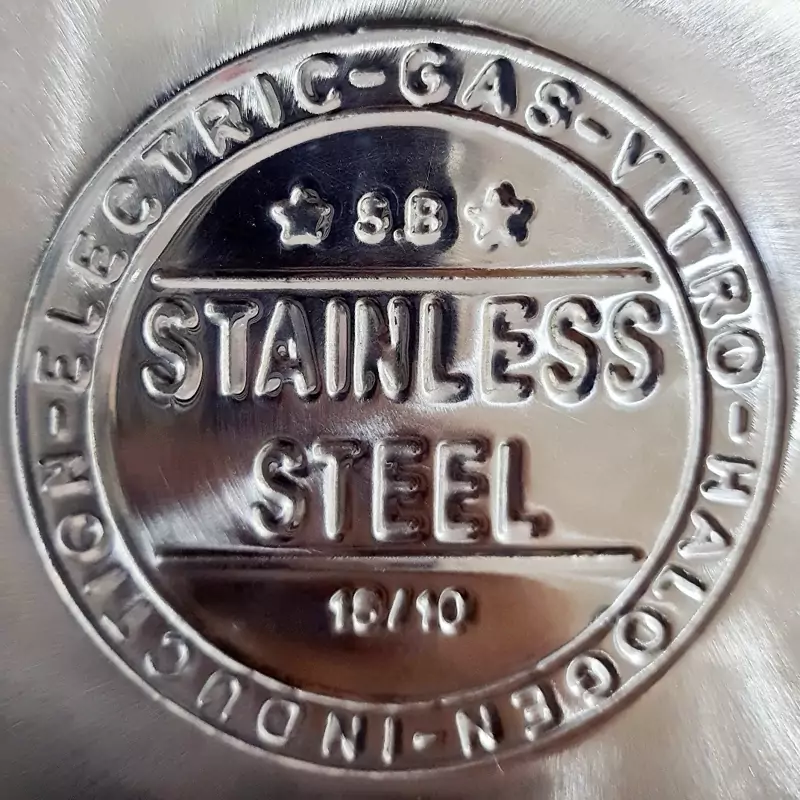 ELECTRIC-GAS-VITRO-HALOGEN-INDUCTION-
S.B
STAINLESS
STEEL
18/10